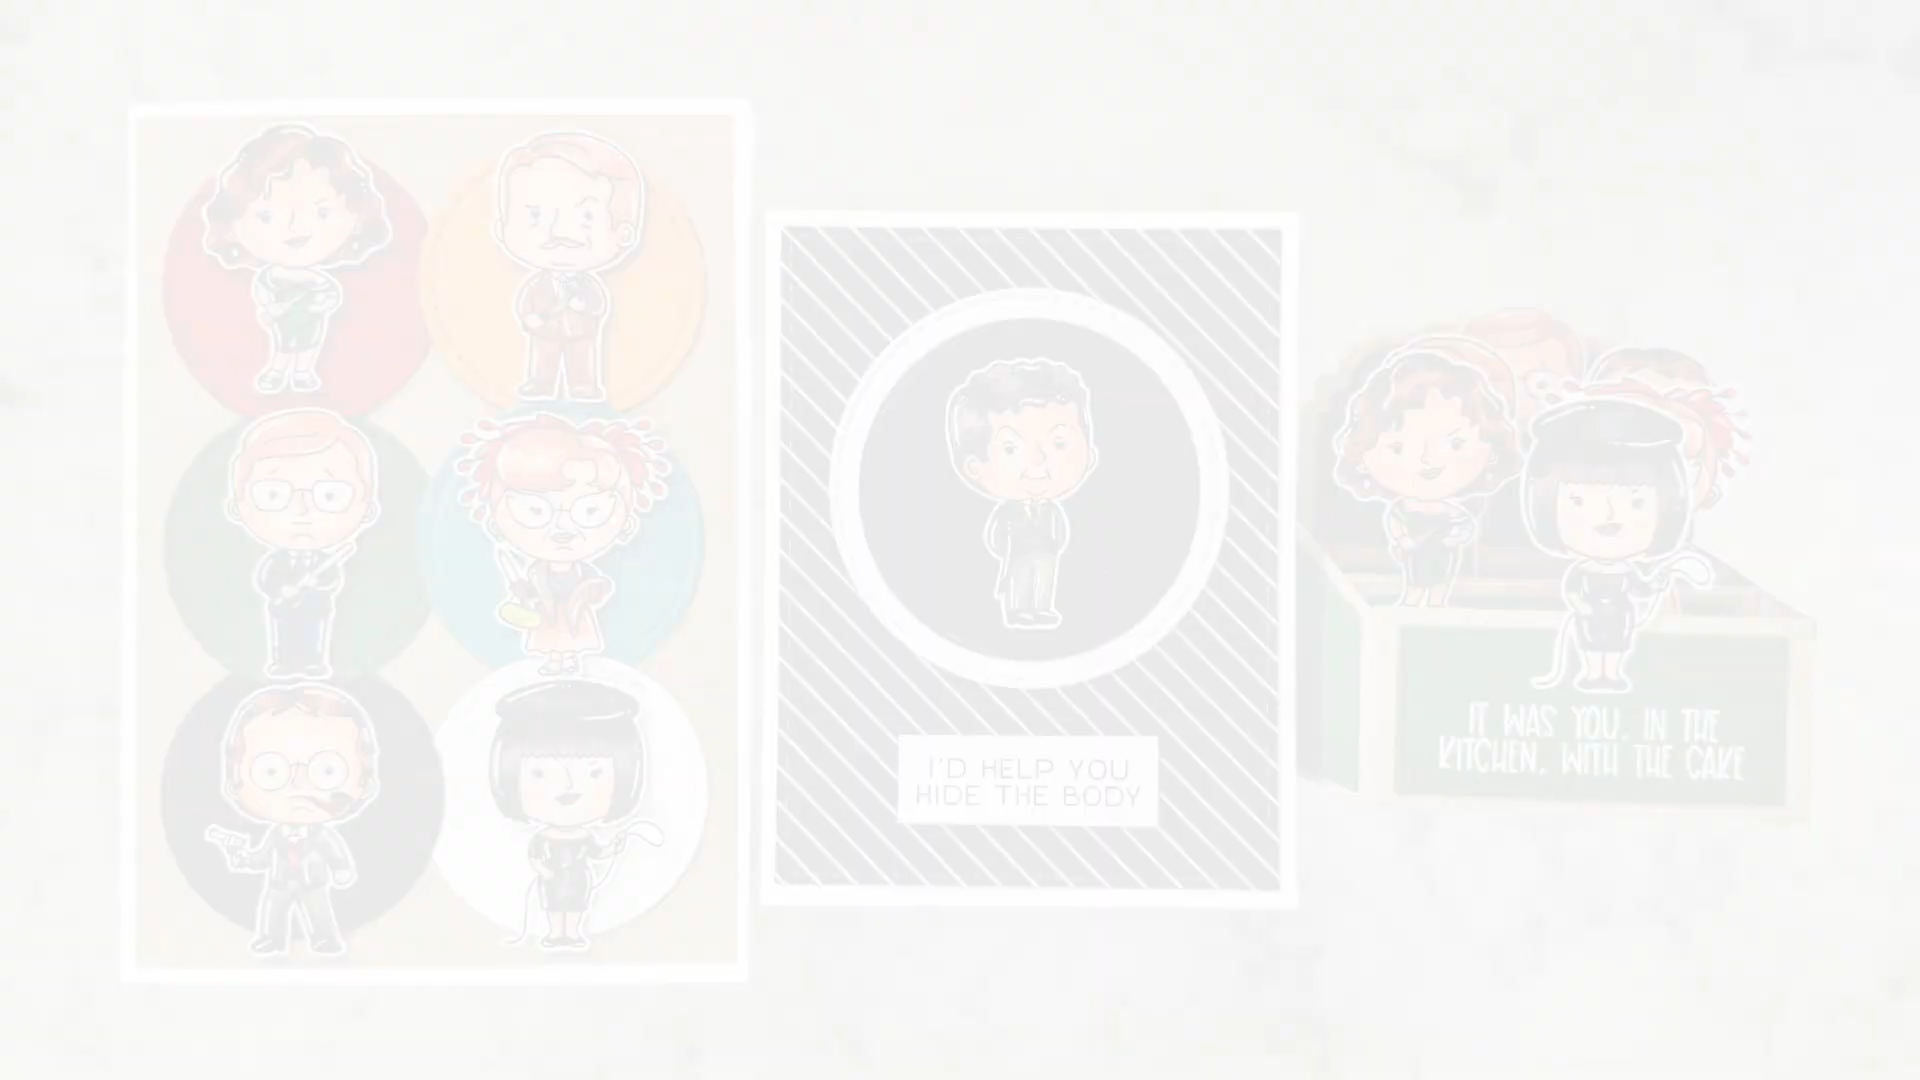 I'D HELP YOU
HIDE THE BODY
IT WAS YOU. IN THE
KITCHEN. WITH THE CAKE